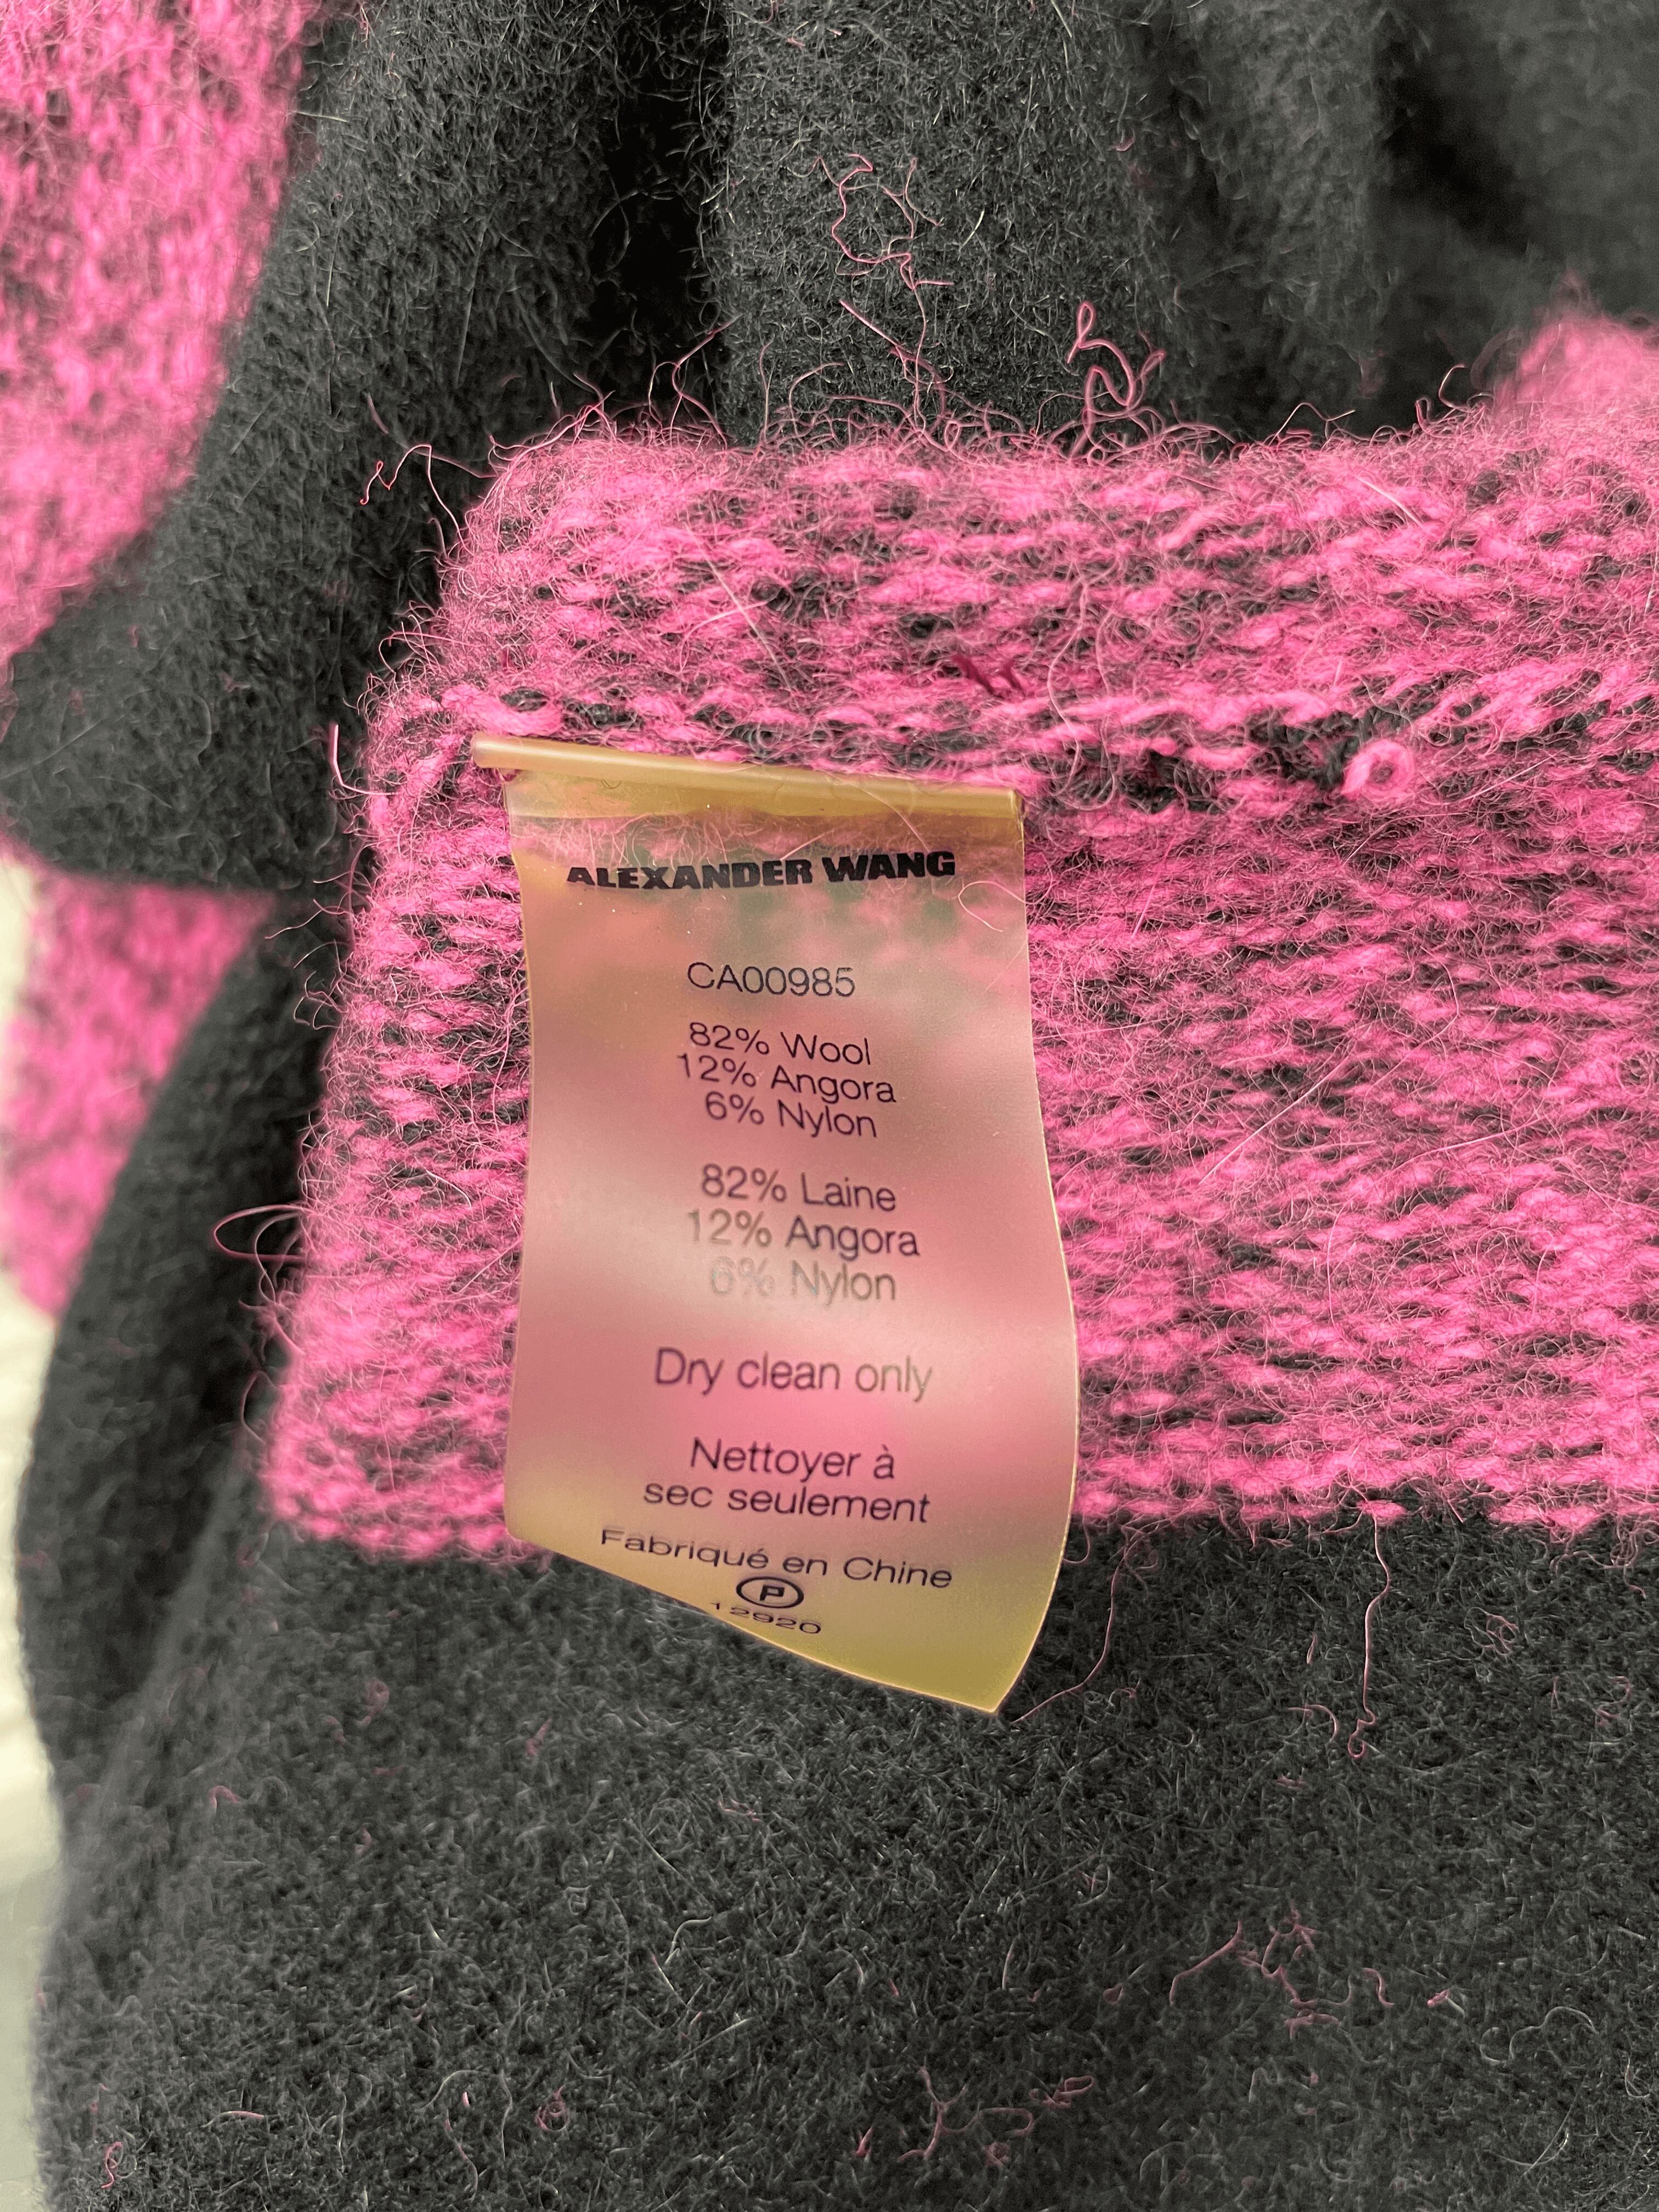 ALEXANDER WANG
CA00985
82% Wool
12% Angora
6% Nylon
82% Laine
12% Angora
6% Nylon
Dry clean only
Nettoyer à
sec seulement
Fabriqué en Chine
P
12920